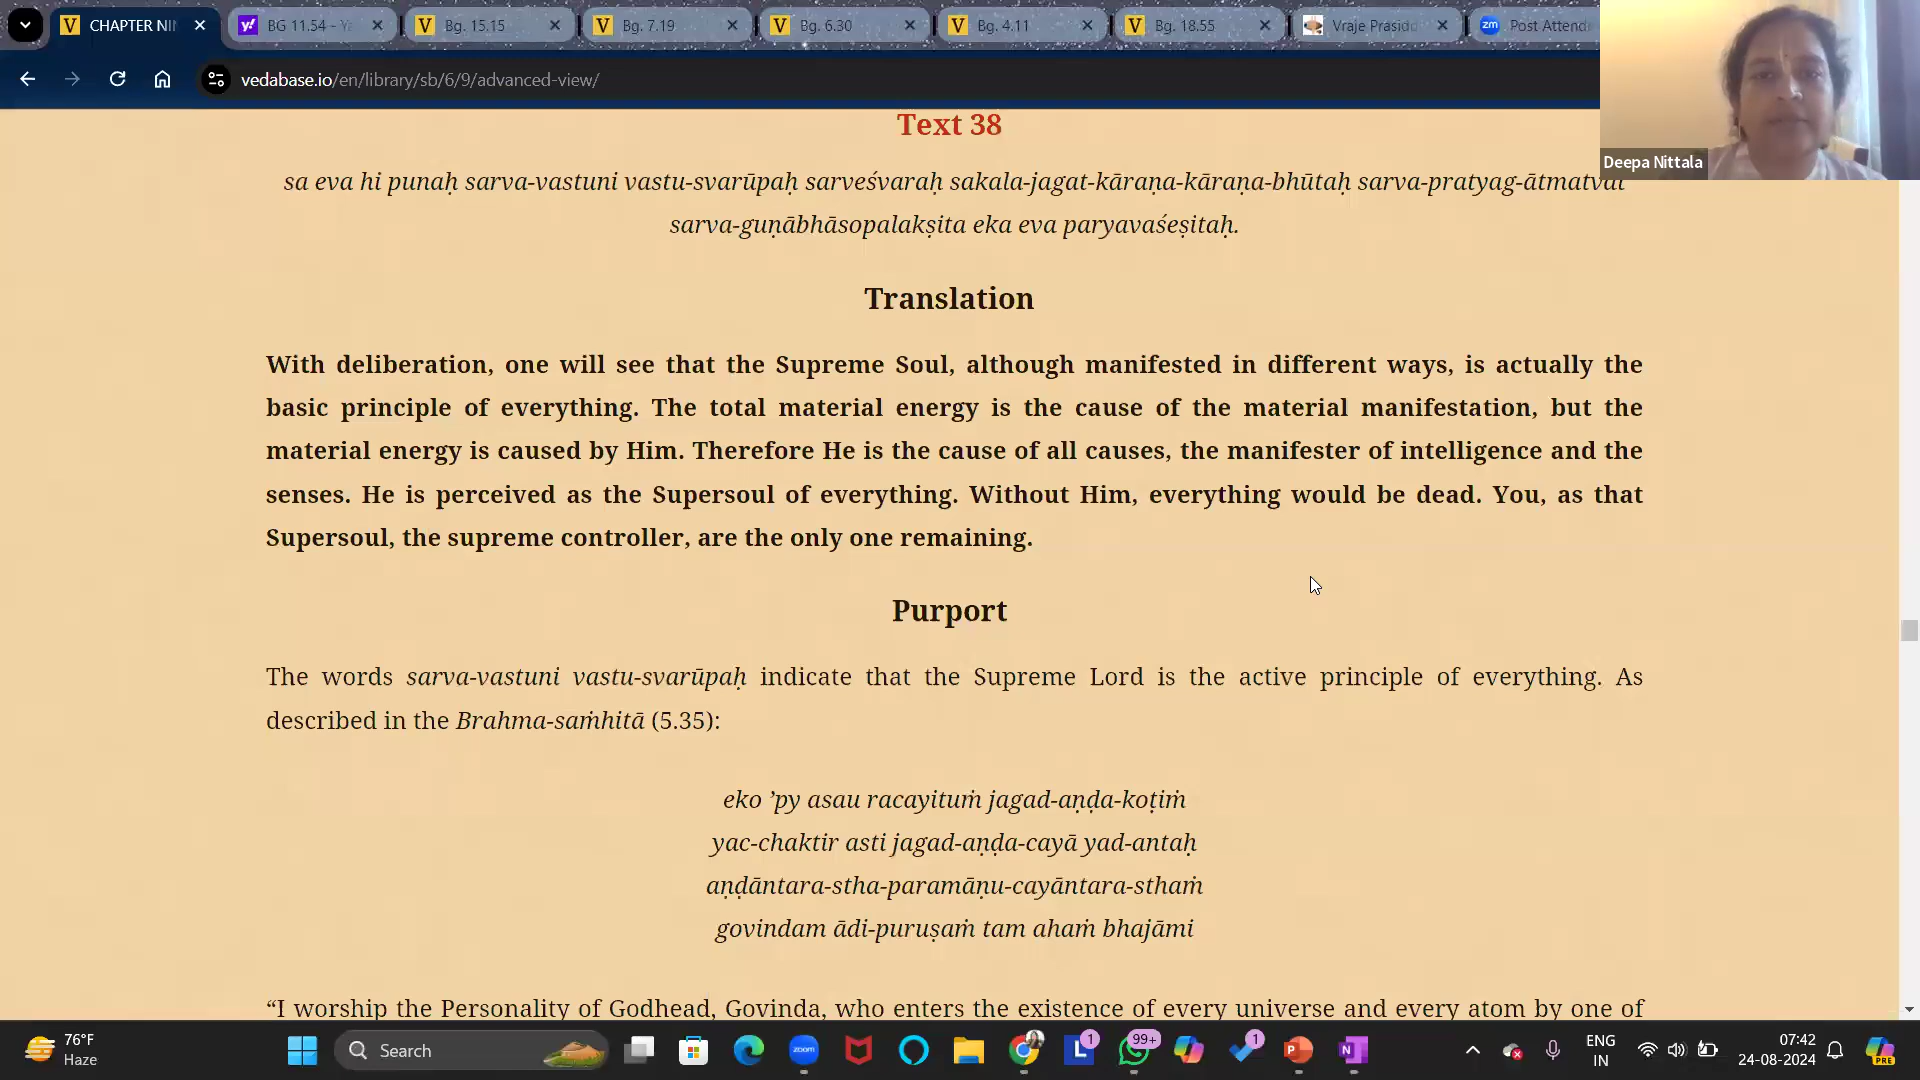 CHAPTER NIN
BG 11.54 - Ya
Bg. 15.15
Bg. 7.19
Bg. 6.30
Bg. 4.11
Bg. 18.55
Vraje Prasidd
zm
Post Attend
vedabase.io/en/library/sb/6/9/advanced-view/
Deepa Nittala
Text 38
sa eva hi punaḥ sarva-vastuni vastu-svarūpaḥ sarveśvaraḥ sakala-jagat-kāraṇa-kāraṇa-bhūtaḥ sarva-pratyag-ātmatvāt
sarva-guṇābhāsopalakṣita eka eva paryavaśeṣitaḥ.
Translation
With deliberation, one will see that the Supreme Soul, although manifested in different ways, is actually the
basic principle of everything. The total material energy is the cause of the material manifestation, but the
material energy is caused by Him. Therefore He is the cause of all causes, the manifester of intelligence and the
senses. He is perceived as the Supersoul of everything. Without Him, everything would be dead. You, as that
Supersoul, the supreme controller, are the only one remaining.
Purport
The words sarva-vastuni vastu-svarūpaḥ indicate that the Supreme Lord is the active principle of everything. As
described in the Brahma-saṁhitā (5.35):
eko ’py asau racayituṁ jagad-aṇḍa-koṭiṁ
yac-chaktir asti jagad-aṇḍa-cayā yad-antaḥ
aṇḍāntara-stha-paramāṇu-cayāntara-sthaṁ
govindam ādi-puruṣaṁ tam ahaṁ bhajāmi
“I worship the Personality of Godhead, Govinda, who enters the existence of every universe and every atom by one of
76°F
Haze
Search
zoom
1
99+
1
ENG
IN
07:42
24-08-2024
PRE